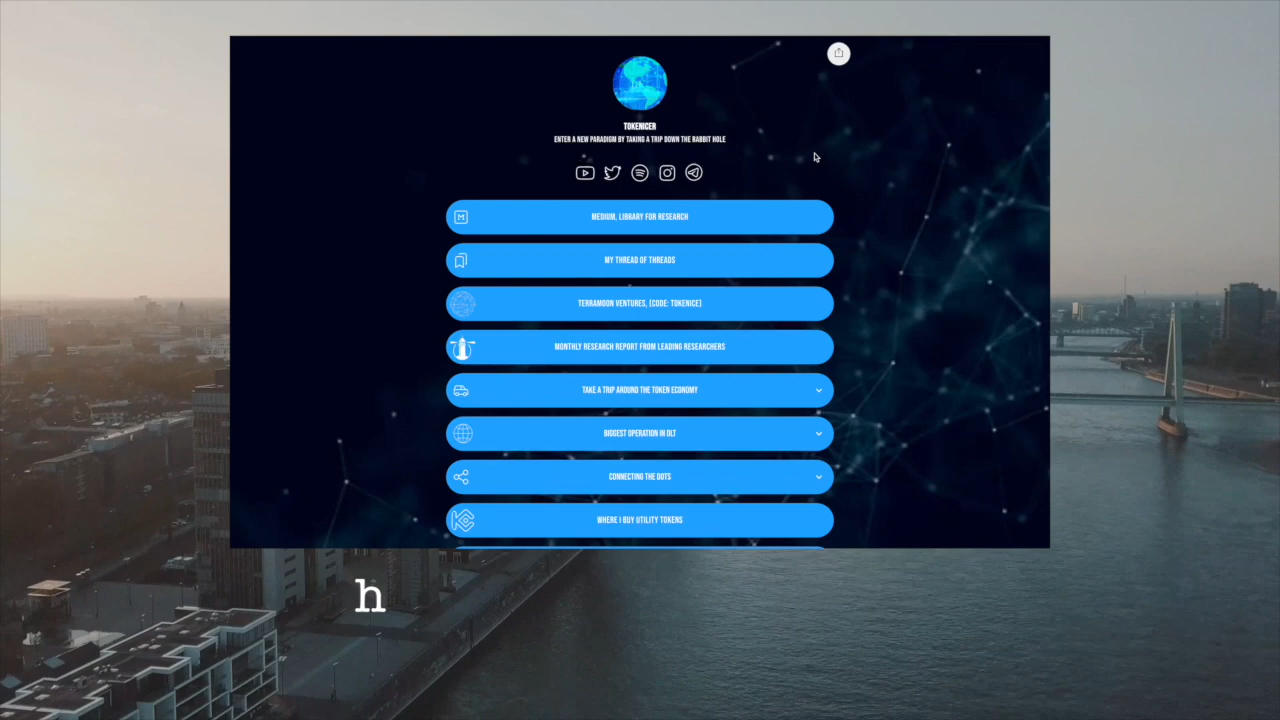 TOKENICER
ENTER A NEW PARADIGM BY TAKING A TRIP DOWN THE RABBIT HOLE
MEDIUM, LIBRARY FOR RESEARCH
MY THREAD OF THREADS
TERRAMOON VENTURES, [CODE: TOKENICE]
MONTHLY RESEARCH REPORT FROM LEADING RESEARCHERS
TAKE A TRIP AROUND THE TOKEN ECONOMY
BIGGEST OPERATION IN DLT
CONNECTING THE DOTS
WHERE I BUY UTILITY TOKENS
h